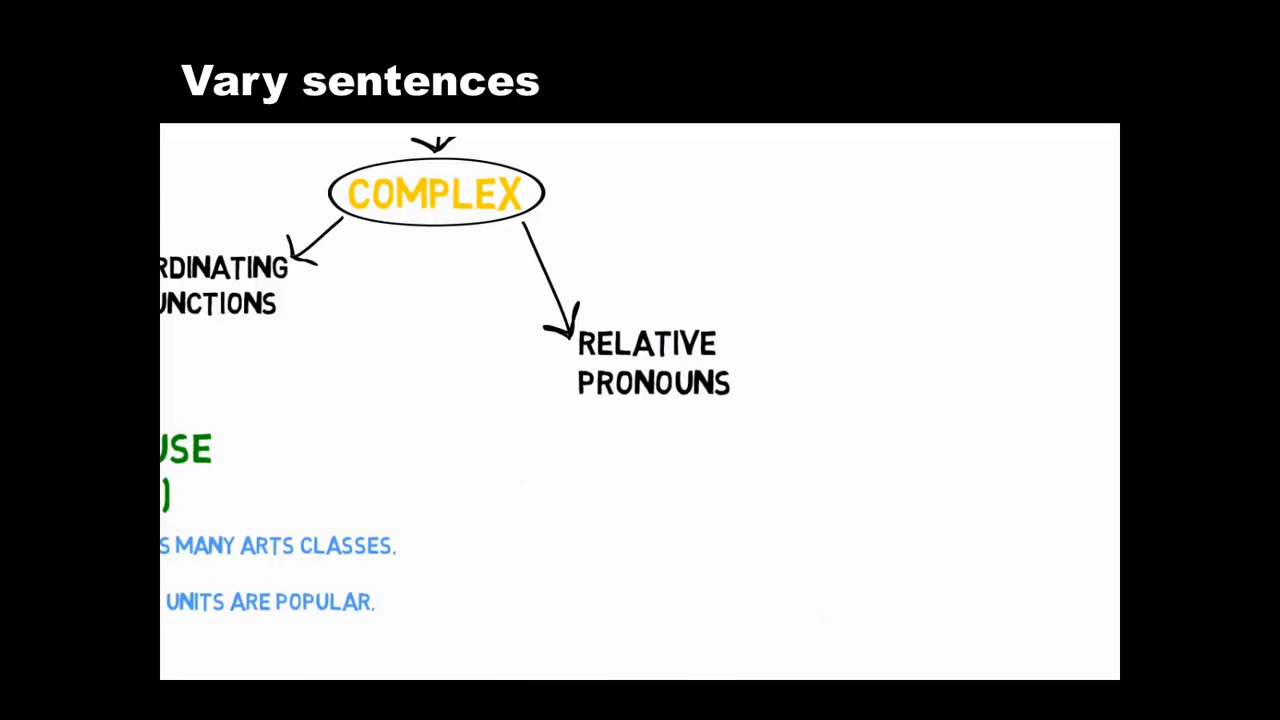 Vary sentences
COMPLEX
RDINATING
UNCTIONS
RELATIVE
PRONOUNS
USE
)
S MANY ARTS CLASSES.
UNITS ARE POPULAR.